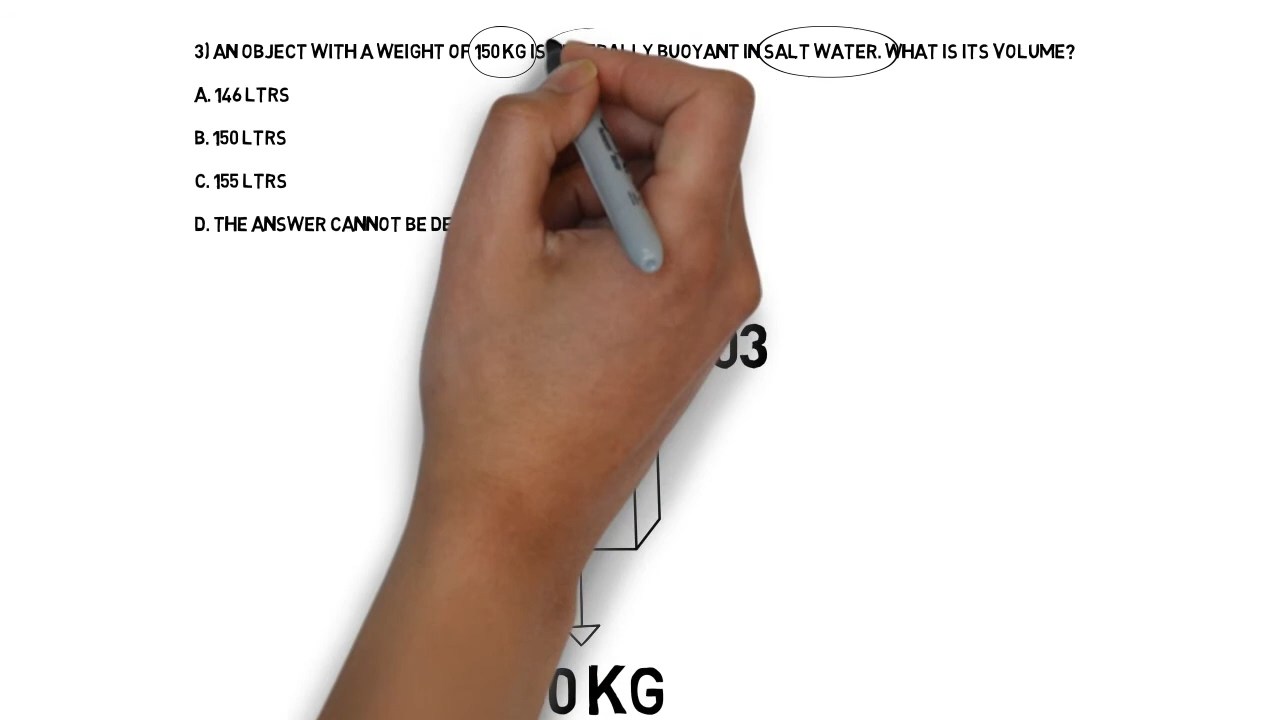 3) AN OBJECT WITH A WEIGHT OF 150 KG IS BUOYANT IN SALT WATER. WHAT IS ITS VOLUME?
A. 146 LTRS
B. 150 LTRS
C. 155 LTRS
D. THE ANSWER CANNOT BE
03
0 KG